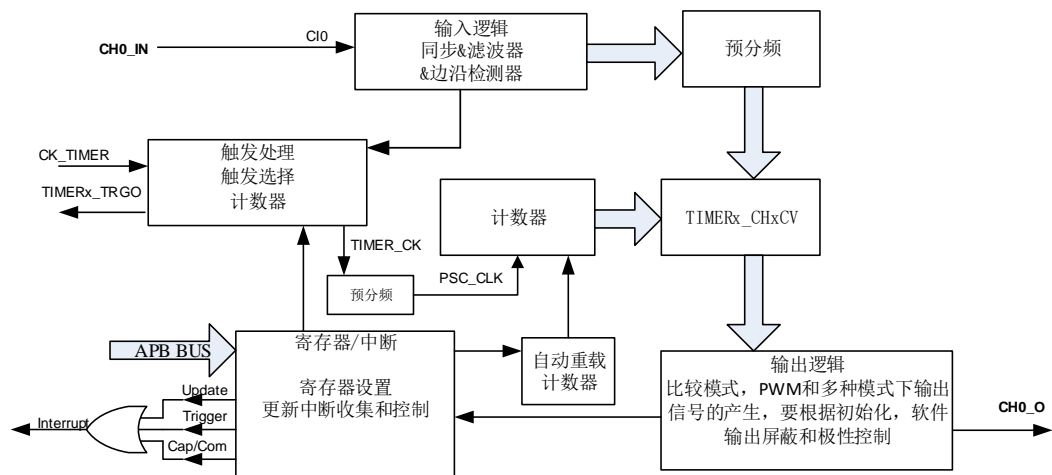 CH0_IN
CI0
输入逻辑
同步&滤波器
&边沿检测器
预分频
CK_TIMER
TIMERx_TRGO
触发处理
触发选择
计数器
TIMER_CK
预分频
PSC_CLK
计数器
TIMERx_CHxCV
APB BUS
寄存器/中断
寄存器设置
更新中断收集和控制
自动重载
计数器
输出逻辑
比较模式，PWM和多种模式下输出
信号的产生，要根据初始化，软件
输出屏蔽和极性控制
CH0_O
Update
Trigger
Cap/Com
Interrupt